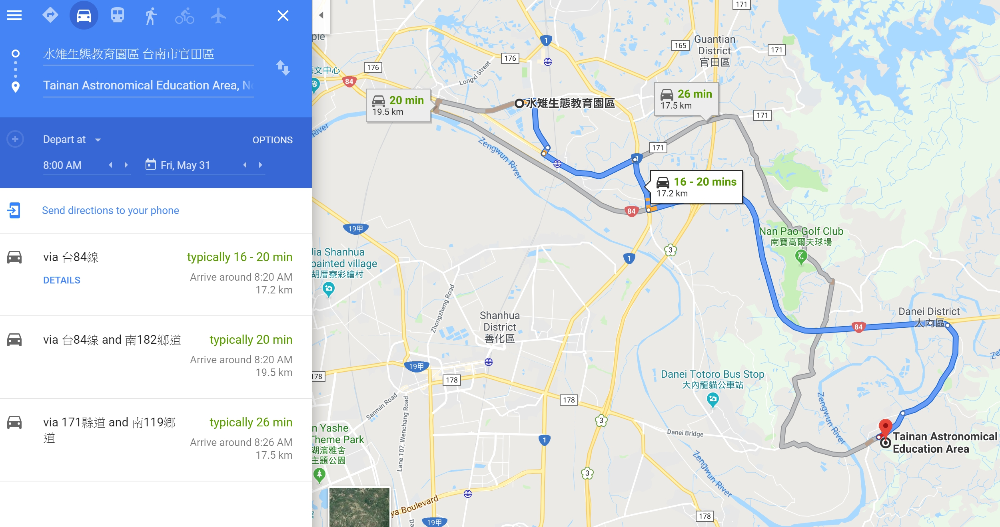 水雉生態教育園區 台南市官田區
Tainan Astronomical Education Area,
Depart at
OPTIONS
8:00 AM
Fri, May 31
Send directions to your phone
via 台84線
typically 16 - 20 min
DETAILS
Arrive around 8:20 AM
17.2 km
via 台84線 and 南182鄉道
typically 20 min
Arrive around 8:20 AM
19.5 km
via 171縣道 and 南119鄉
道
typically 26 min
Arrive around 8:26 AM
17.5 km
171
1
165
Guantian
District
官田區
171
176
176
Longxi Street
文中心
84
20 min
19.5 km
水雉生態教育園區
26 min
17.5 km
171
River
Zengwun River
171
1
16 - 20 mins
17.2 km
84
19甲
Nan Pao Golf Club
南寶高爾夫球場
3
1
Jia Shanhua
painted village
胡厝寮彩繪村
Zhongzheng Road
Shanhua
District
善化區
Danei District
大內區
84
19甲
178
178
178
Danei Totoro Bus Stop
大內龍貓公車站
Zengwun River
Sanmin Road
Lane 107, Wenchang Road
3
Danei Bridge
1
n Yashe
Theme Park
湖濱雅舍
主題公園
Tainan Astronomical
Education Area
3
Zengwun River
ya Boulevard
178
19甲